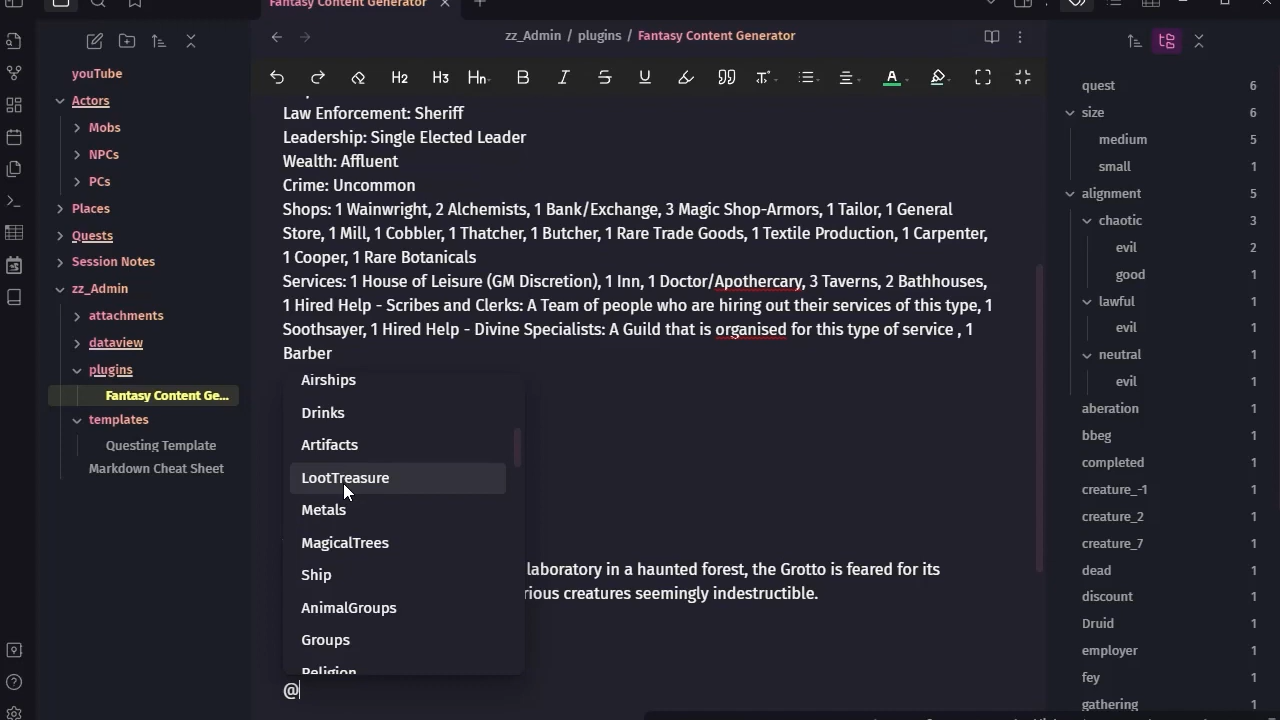 Fantasy Content Generator
zz_Admin / plugins / Fantasy Content Generator
H2 H3 Hn B I S U A
youTube
Actors
Mobs
NPCs
PCs
Places
Quests
Session Notes
zz_Admin
attachments
dataview
plugins
Fantasy Content Ge...
templates
Questing Template
Markdown Cheat Sheet
Law Enforcement: Sheriff
Leadership: Single Elected Leader
Wealth: Affluent
Crime: Uncommon
Shops: 1 Wainwright, 2 Alchemists, 1 Bank/Exchange, 3 Magic Shop-Armors, 1 Tailor, 1 General
Store, 1 Mill, 1 Cobbler, 1 Thatcher, 1 Butcher, 1 Rare Trade Goods, 1 Textile Production, 1 Carpenter,
1 Cooper, 1 Rare Botanicals
Services: 1 House of Leisure (GM Discretion), 1 Inn, 1 Doctor/Apothercary, 3 Taverns, 2 Bathhouses,
1 Hired Help - Scribes and Clerks: A Team of people who are hiring out their services of this type, 1
Soothsayer, 1 Hired Help - Divine Specialists: A Guild that is organised for this type of service , 1
Barber
Airships
Drinks
Artifacts
LootTreasure
Metals
MagicalTrees
Ship
AnimalGroups
Groups
Religion
laboratory in a haunted forest, the Grotto is feared for its
rious creatures seemingly indestructible.
@
quest 6
size 6
medium 5
small 1
alignment 5
chaotic 3
evil 2
good 1
lawful 1
evil 1
neutral 1
evil 1
aberation 1
bbeg 1
completed 1
creature_-1 1
creature_2 1
creature_7 1
dead 1
discount 1
Druid 1
employer 1
fey 1
gathering 1